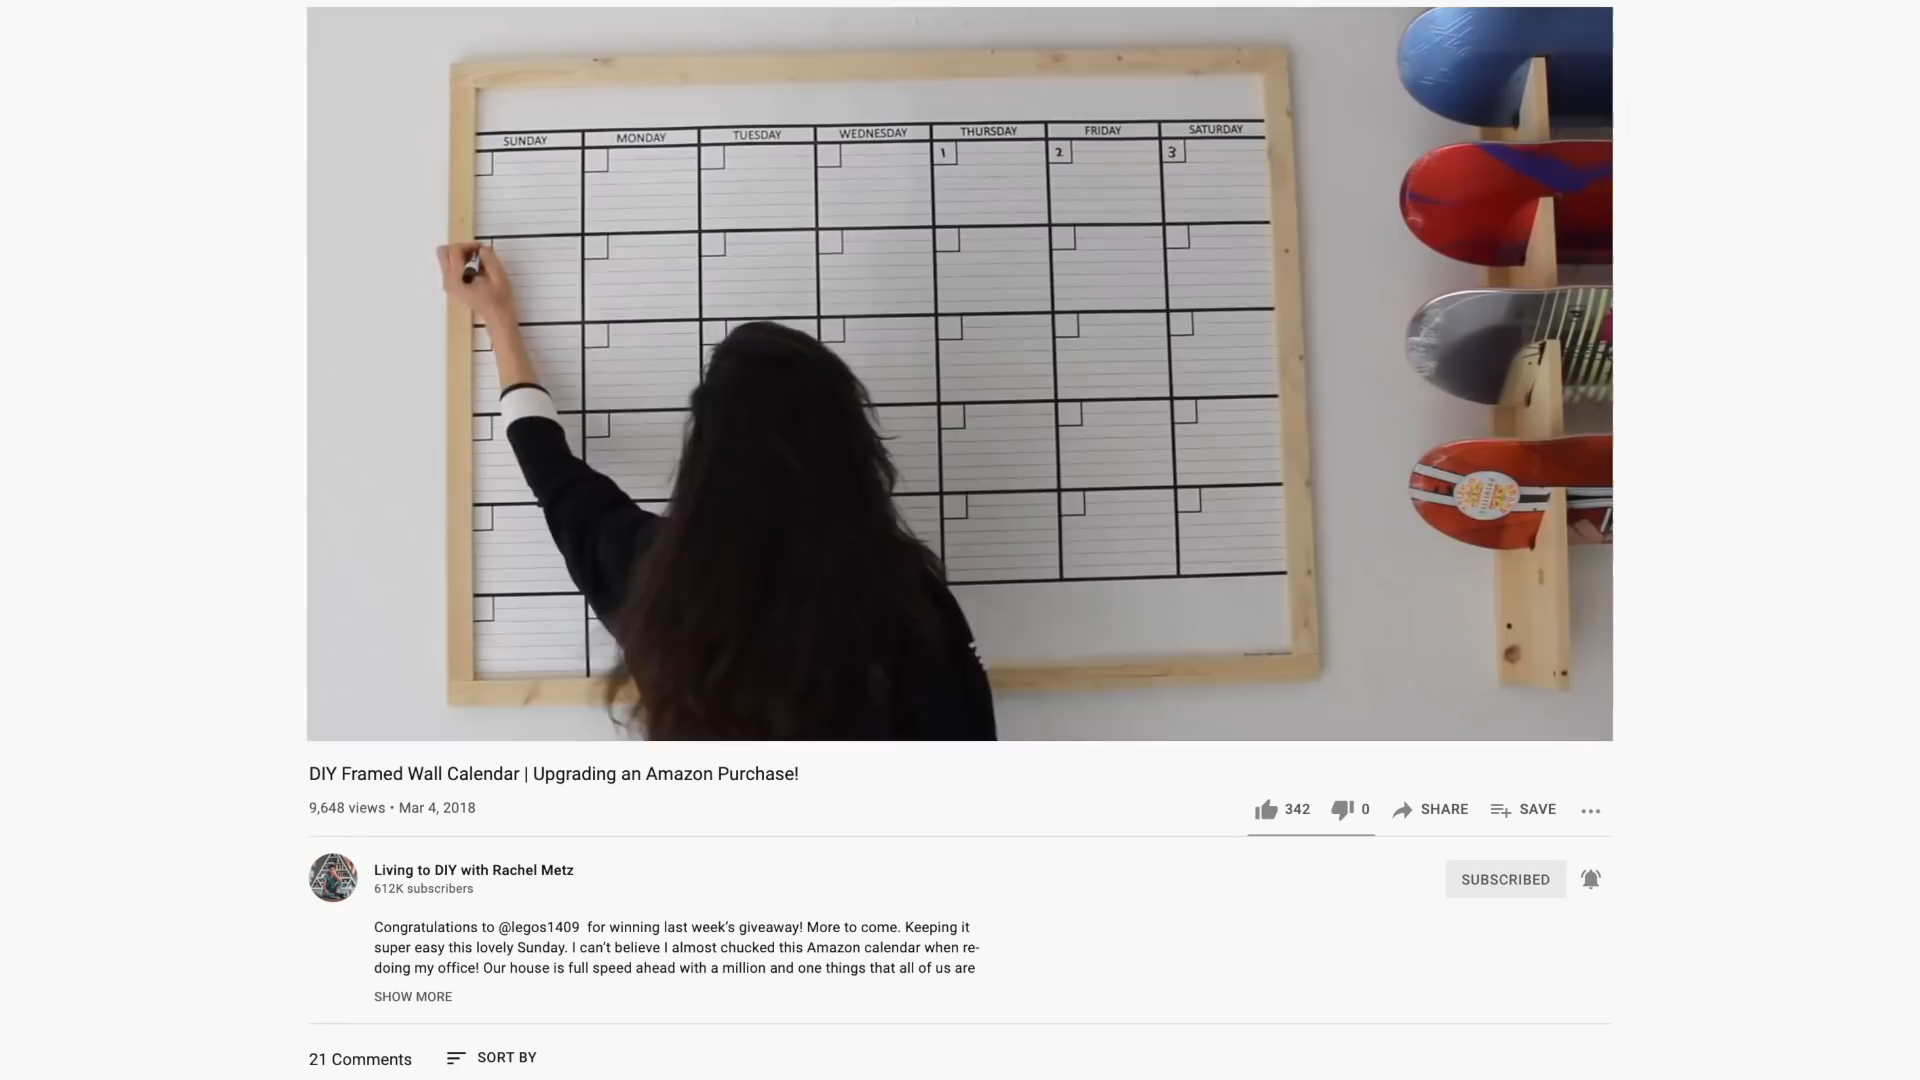 SUNDAY MONDAY TUESDAY WEDNESDAY THURSDAY FRIDAY SATURDAY
1 2 3
DIY Framed Wall Calendar | Upgrading an Amazon Purchase!
9,648 views • Mar 4, 2018
342 0 SHARE SAVE
Living to DIY with Rachel Metz
612K subscribers
SUBSCRIBED
Congratulations to @legos1409 for winning last week’s giveaway! More to come. Keeping it
super easy this lovely Sunday. I can’t believe I almost chucked this Amazon calendar when re-
doing my office! Our house is full speed ahead with a million and one things that all of us are
SHOW MORE
21 Comments SORT BY